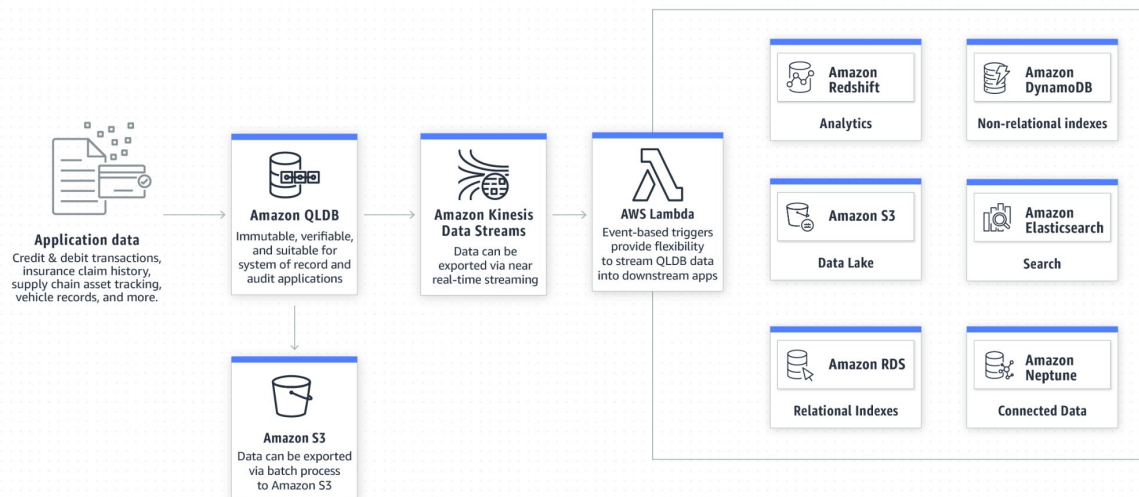 Application data
Credit & debit transactions,
insurance claim history,
supply chain asset tracking,
vehicle records, and more.
Amazon QLDB
Immutable, verifiable,
and suitable for
system of record and
audit applications
Amazon S3
Data can be exported
via batch process
to Amazon S3
Amazon Kinesis
Data Streams
Data can be
exported via near
real-time streaming
AWS Lambda
Event-based triggers
provide flexibility
to stream QLDB data
into downstream apps
Amazon
Redshift
Analytics
Amazon
DynamoDB
Non-relational indexes
Amazon S3
Data Lake
Amazon
Elasticsearch
Search
Amazon RDS
Relational Indexes
Amazon
Neptune
Connected Data